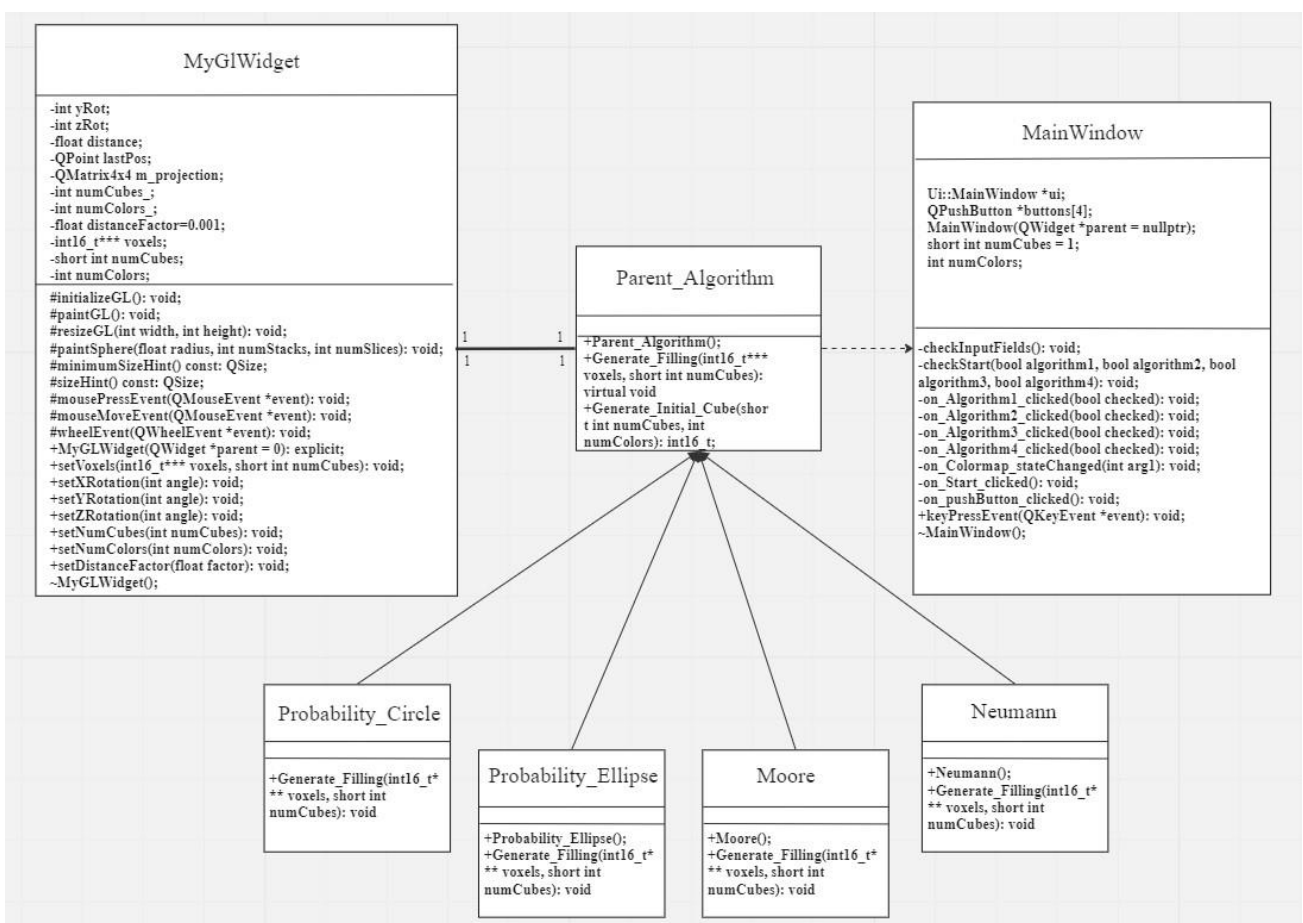 MyGlWidget
-int yRot;
-int zRot;
-float distance;
-QPoint lastPos;
-QMatrix4x4 m_projection;
-int numCubes_;
-int numColors_;
-float distanceFactor=0.001;
-int16_t*** voxels;
-short int numCubes;
-int numColors;
#initializeGL(): void;
#paintGL(): void;
#resizeGL(int width, int height): void;
#paintSphere(float radius, int numStacks, int numSlices): void;
#minimumSizeHint() const: QSize;
#sizeHint() const: QSize;
#mousePressEvent(QMouseEvent *event): void;
#mouseMoveEvent(QMouseEvent *event): void;
#wheelEvent(QWheelEvent *event): void;
+MyGLWidget(QWidget *parent = 0): explicit;
+setVoxels(int16_t*** voxels, short int numCubes): void;
+setXRotation(int angle): void;
+setYRotation(int angle): void;
+setZRotation(int angle): void;
+setNumCubes(int numCubes): void;
+setNumColors(int numColors): void;
+setDistanceFactor(float factor): void;
~MyGLWidget();
1 1
1 1
Parent_Algorithm
+Parent_Algorithm();
+Generate_Filling(int16_t***
voxels, short int numCubes):
virtual void
+Generate_Initial_Cube(shor
t int numCubes, int
numColors): int16_t;
MainWindow
Ui::MainWindow *ui;
QPushButton *buttons[4];
MainWindow(QWidget *parent = nullptr);
short int numCubes = 1;
int numColors;
-checkInputFields(): void;
-checkStart(bool algorithm1, bool algorithm2, bool
algorithm3, bool algorithm4): void;
-on_Algorithm1_clicked(bool checked): void;
-on_Algorithm2_clicked(bool checked): void;
-on_Algorithm3_clicked(bool checked): void;
-on_Algorithm4_clicked(bool checked): void;
-on_Colormap_stateChanged(int arg1): void;
-on_Start_clicked(): void;
-on_pushButton_clicked(): void;
+keyPressEvent(QKeyEvent *event): void;
~MainWindow();
Probability_Circle
+Generate_Filling(int16_t*
** voxels, short int
numCubes): void
Probability_Ellipse
+Probability_Ellipse();
+Generate_Filling(int16_t*
** voxels, short int
numCubes): void
Moore
+Moore();
+Generate_Filling(int16_t*
** voxels, short int
numCubes): void
Neumann
+Neumann();
+Generate_Filling(int16_t*
** voxels, short int
numCubes): void